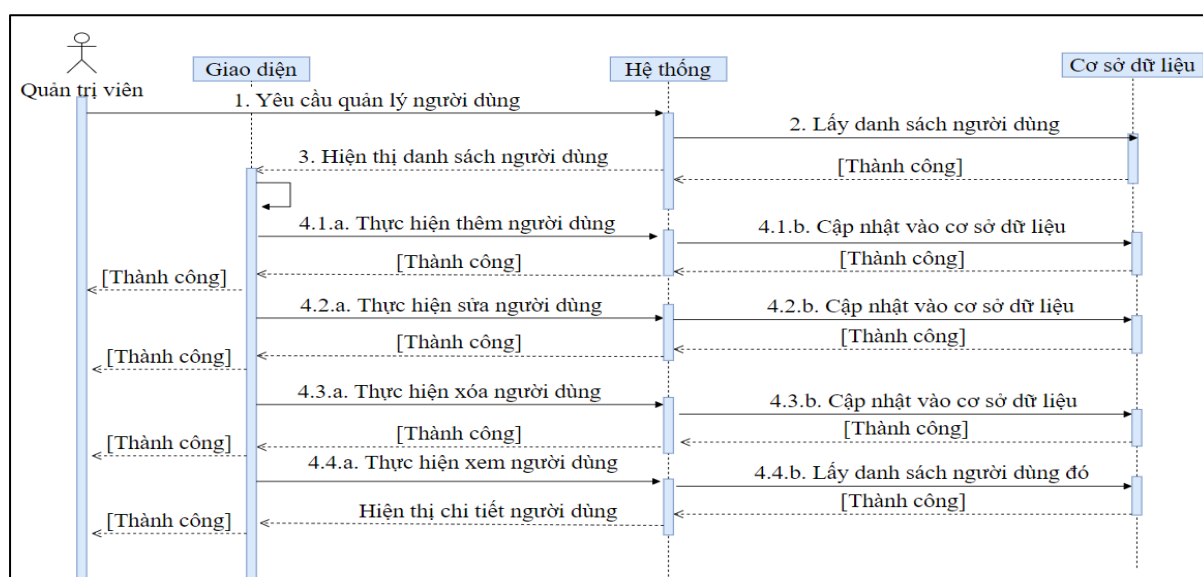 Quản trị viên
Giao diện
Hệ thống
Cơ sở dữ liệu
1. Yêu cầu quản lý người dùng
2. Lấy danh sách người dùng
3. Hiện thị danh sách người dùng
[Thành công]
4.1.a. Thực hiện thêm người dùng
4.1.b. Cập nhật vào cơ sở dữ liệu
[Thành công]
[Thành công]
[Thành công]
4.2.a. Thực hiện sửa người dùng
4.2.b. Cập nhật vào cơ sở dữ liệu
[Thành công]
[Thành công]
[Thành công]
4.3.a. Thực hiện xóa người dùng
4.3.b. Cập nhật vào cơ sở dữ liệu
[Thành công]
[Thành công]
[Thành công]
4.4.a. Thực hiện xem người dùng
4.4.b. Lấy danh sách người dùng đó
[Thành công]
Hiện thị chi tiết người dùng
[Thành công]